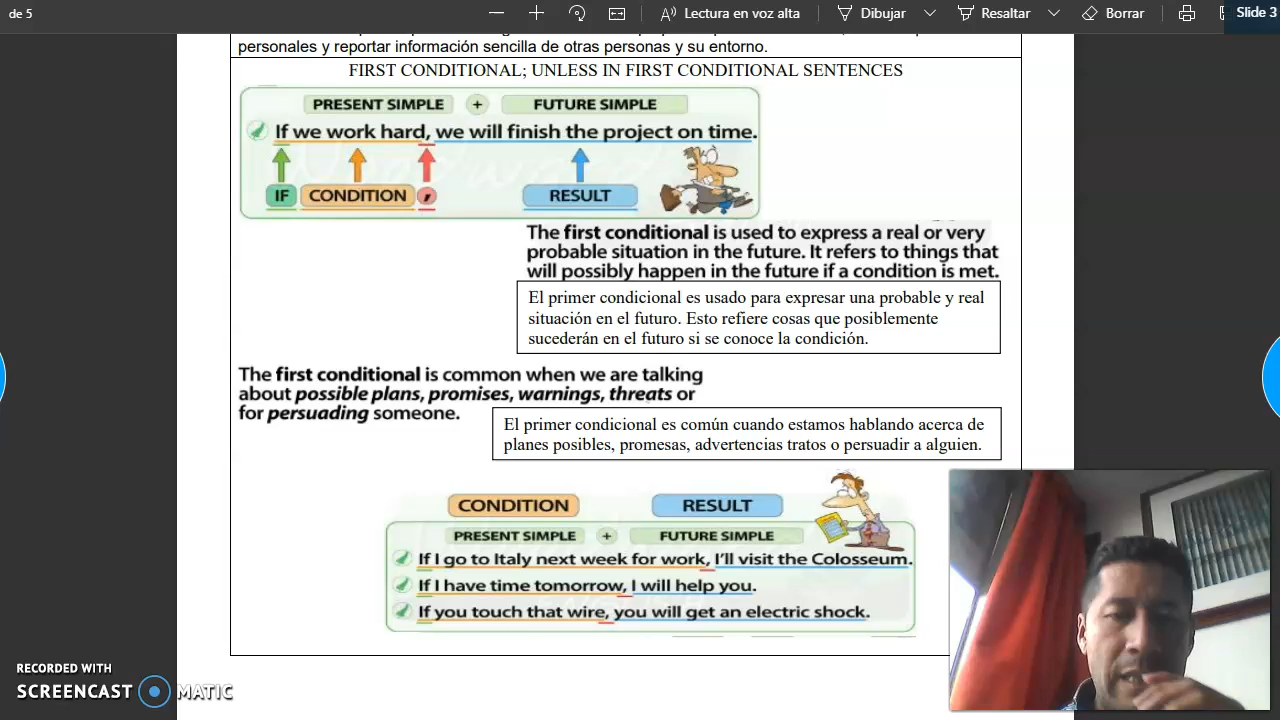 de 5
Lectura en voz alta
Dibujar
Resaltar
Borrar
Slide 3
personales y reportar información sencilla de otras personas y su entorno.
FIRST CONDITIONAL; UNLESS IN FIRST CONDITIONAL SENTENCES
PRESENT SIMPLE + FUTURE SIMPLE
If we work hard, we will finish the project on time.
IF CONDITION , RESULT
The first conditional is used to express a real or very
probable situation in the future. It refers to things that
will possibly happen in the future if a condition is met.
El primer condicional es usado para expresar una probable y real
situación en el futuro. Esto refiere cosas que posiblemente
sucederán en el futuro si se conoce la condición.
The first conditional is common when we are talking
about possible plans, promises, warnings, threats or
for persuading someone.
El primer condicional es común cuando estamos hablando acerca de
planes posibles, promesas, advertencias tratos o persuadir a alguien.
CONDITION RESULT
PRESENT SIMPLE + FUTURE SIMPLE
If I go to Italy next week for work, I'll visit the Colosseum.
If I have time tomorrow, I will help you.
If you touch that wire, you will get an electric shock.
RECORDED WITH
SCREENCAST MATIC